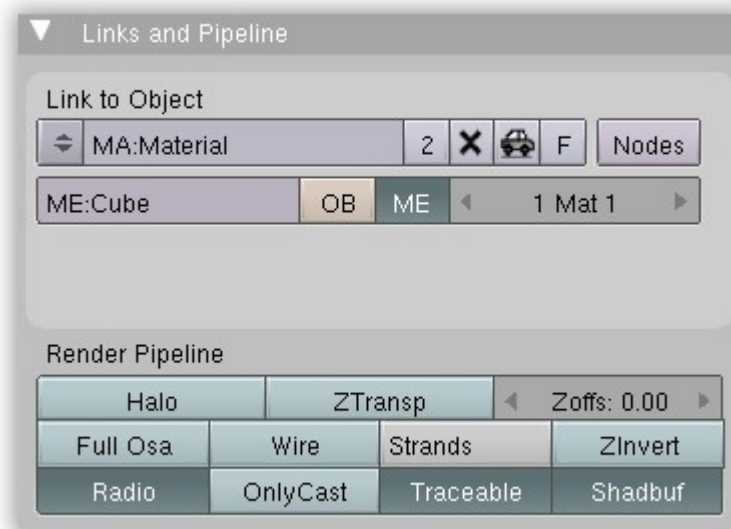 Links and Pipeline
Link to Object
MA:Material 2 F Nodes
ME:Cube OB ME 1 Mat 1
Render Pipeline
Halo ZTransp Zoffs: 0.00
Full Osa Wire Strands ZInvert
Radio OnlyCast Traceable Shadbuf